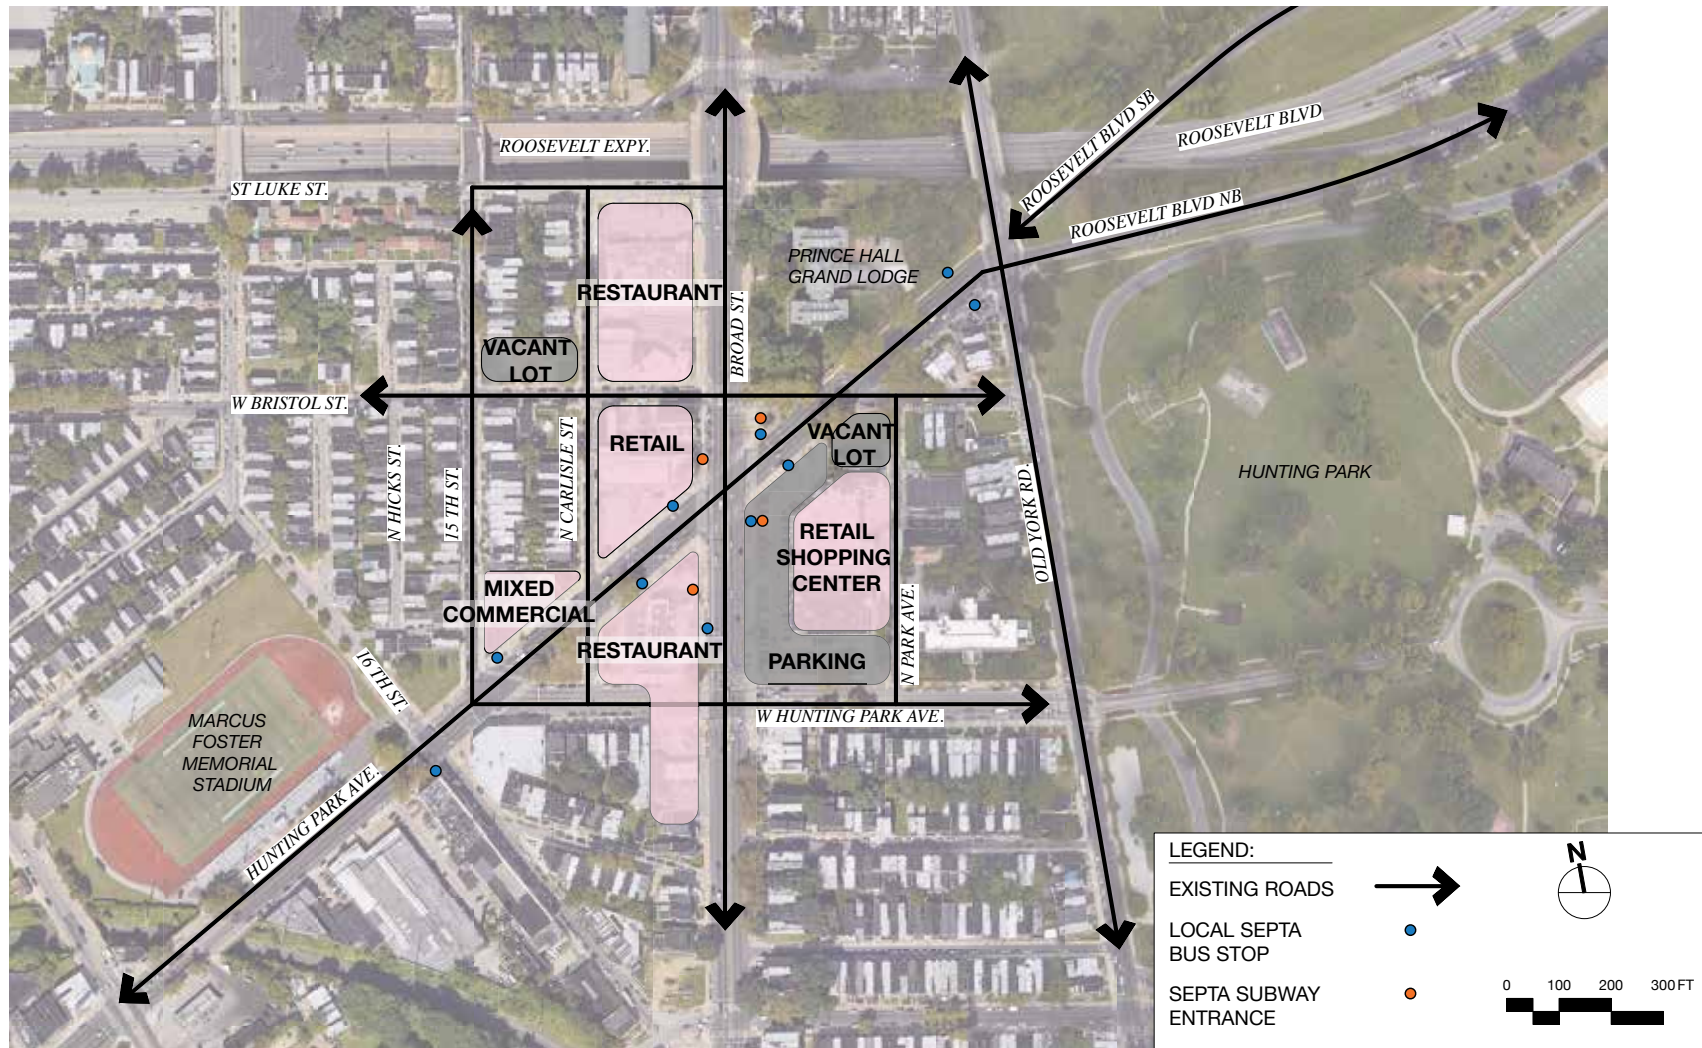 ROOSEVELT EXPY.
ROOSEVELT BLVD SB
ROOSEVELT BLVD
ROOSEVELT BLVD NB
ST LUKE ST.
PRINCE HALL
GRAND LODGE
RESTAURANT
BROAD ST.
VACANT
LOT
W BRISTOL ST.
N HICKS ST.
15 TH ST.
N CARLISLE ST.
RETAIL
VACANT
LOT
HUNTING PARK
OLD YORK RD.
RETAIL
SHOPPING
CENTER
MIXED
COMMERCIAL
RESTAURANT
PARKING
N PARK AVE.
16 TH ST.
W HUNTING PARK AVE.
MARCUS
FOSTER
MEMORIAL
STADIUM
HUNTING PARK AVE.
LEGEND:
N
EXISTING ROADS
LOCAL SEPTA
BUS STOP
SEPTA SUBWAY
ENTRANCE
0 100 200 300 FT